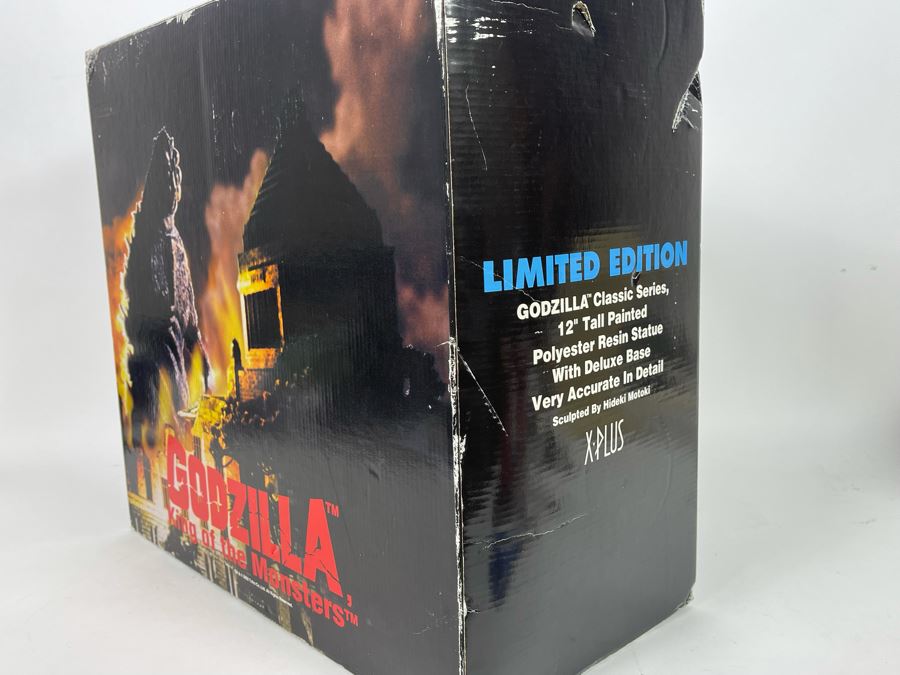 GODZILLA™,
King of the Monsters™
LIMITED EDITION
GODZILLA™ Classic Series,
12" Tall Painted
Polyester Resin Statue
With Deluxe Base
Very Accurate In Detail
Sculpted By Hideki Motoki
X·PLUS